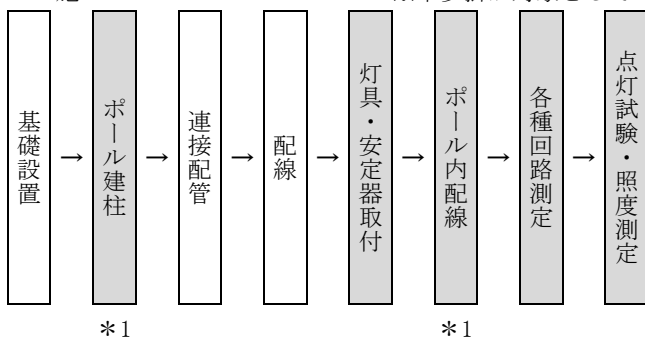 基礎設置
→
ポール建柱
→
連接配管
→
配線
→
灯具・安定器取付
→
ポール内配線
→
各種回路測定
→
点灯試験・照度測定
*1
*1